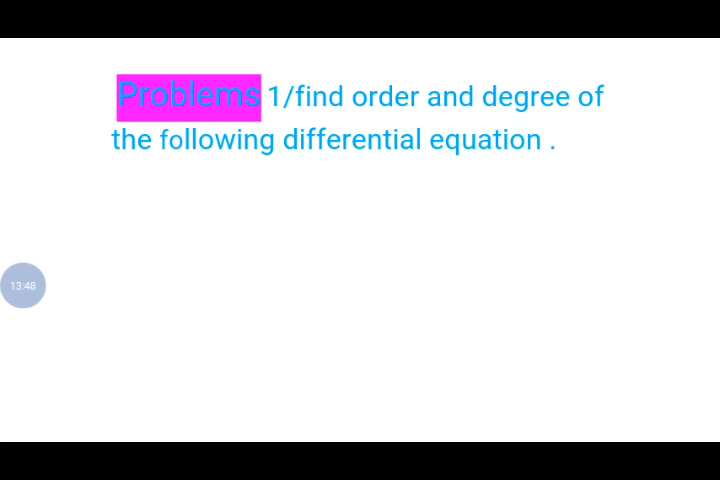 Problems 1/find order and degree of
the following differential equation .
13:48